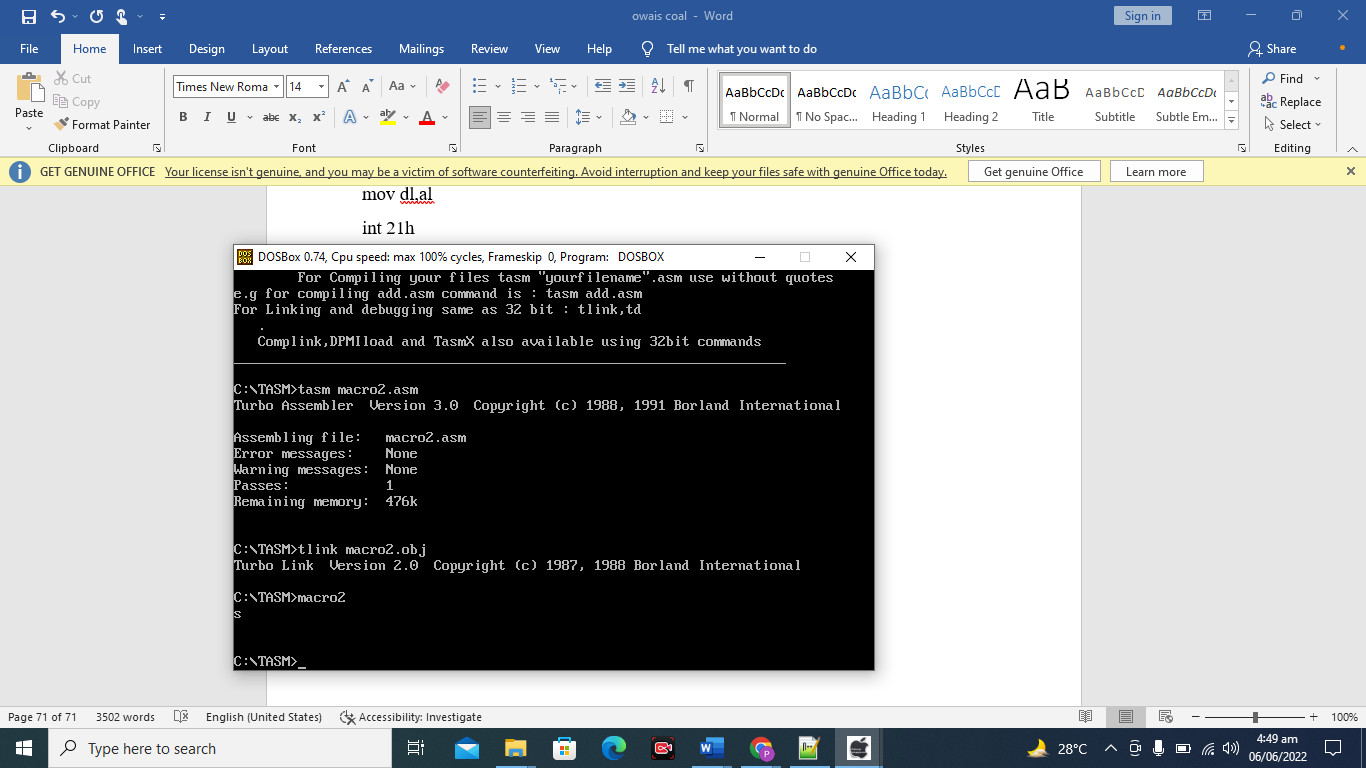 owais coal - Word
Sign in
File Home Insert Design Layout References Mailings Review View Help Tell me what you want to do Share
Paste
Cut
Copy
Format Painter
Clipboard
Times New Roma 14
Font
Paragraph
AaBbCcDc AaBbCcDc AaBbCc AaBbCcE AaB AaBbCcD AaBbCcDc
¶ Normal ¶ No Spac... Heading 1 Heading 2 Title Subtitle Subtle Em...
Styles
Find
Replace
Select
Editing
GET GENUINE OFFICE Your license isn't genuine, and you may be a victim of software counterfeiting. Avoid interruption and keep your files safe with genuine Office today. Get genuine Office Learn more
mov dl,al
int 21h
DOSBox 0.74, Cpu speed: max 100% cycles, Frameskip 0, Program: DOSBOX
For Compiling your files tasm "yourfilename".asm use without quotes
e.g for compiling add.asm command is : tasm add.asm
For Linking and debugging same as 32 bit : tlink,td
.
Complink,DPMIload and TasmX also available using 32bit commands
C:\TASM>tasm macro2.asm
Turbo Assembler Version 3.0 Copyright (c) 1988, 1991 Borland International
Assembling file: macro2.asm
Error messages: None
Warning messages: None
Passes: 1
Remaining memory: 476k
C:\TASM>tlink macro2.obj
Turbo Link Version 2.0 Copyright (c) 1987, 1988 Borland International
C:\TASM>macro2
s
C:\TASM>_
Page 71 of 71 3502 words English (United States) Accessibility: Investigate 100%
Type here to search
28°C
4:49 am
06/06/2022